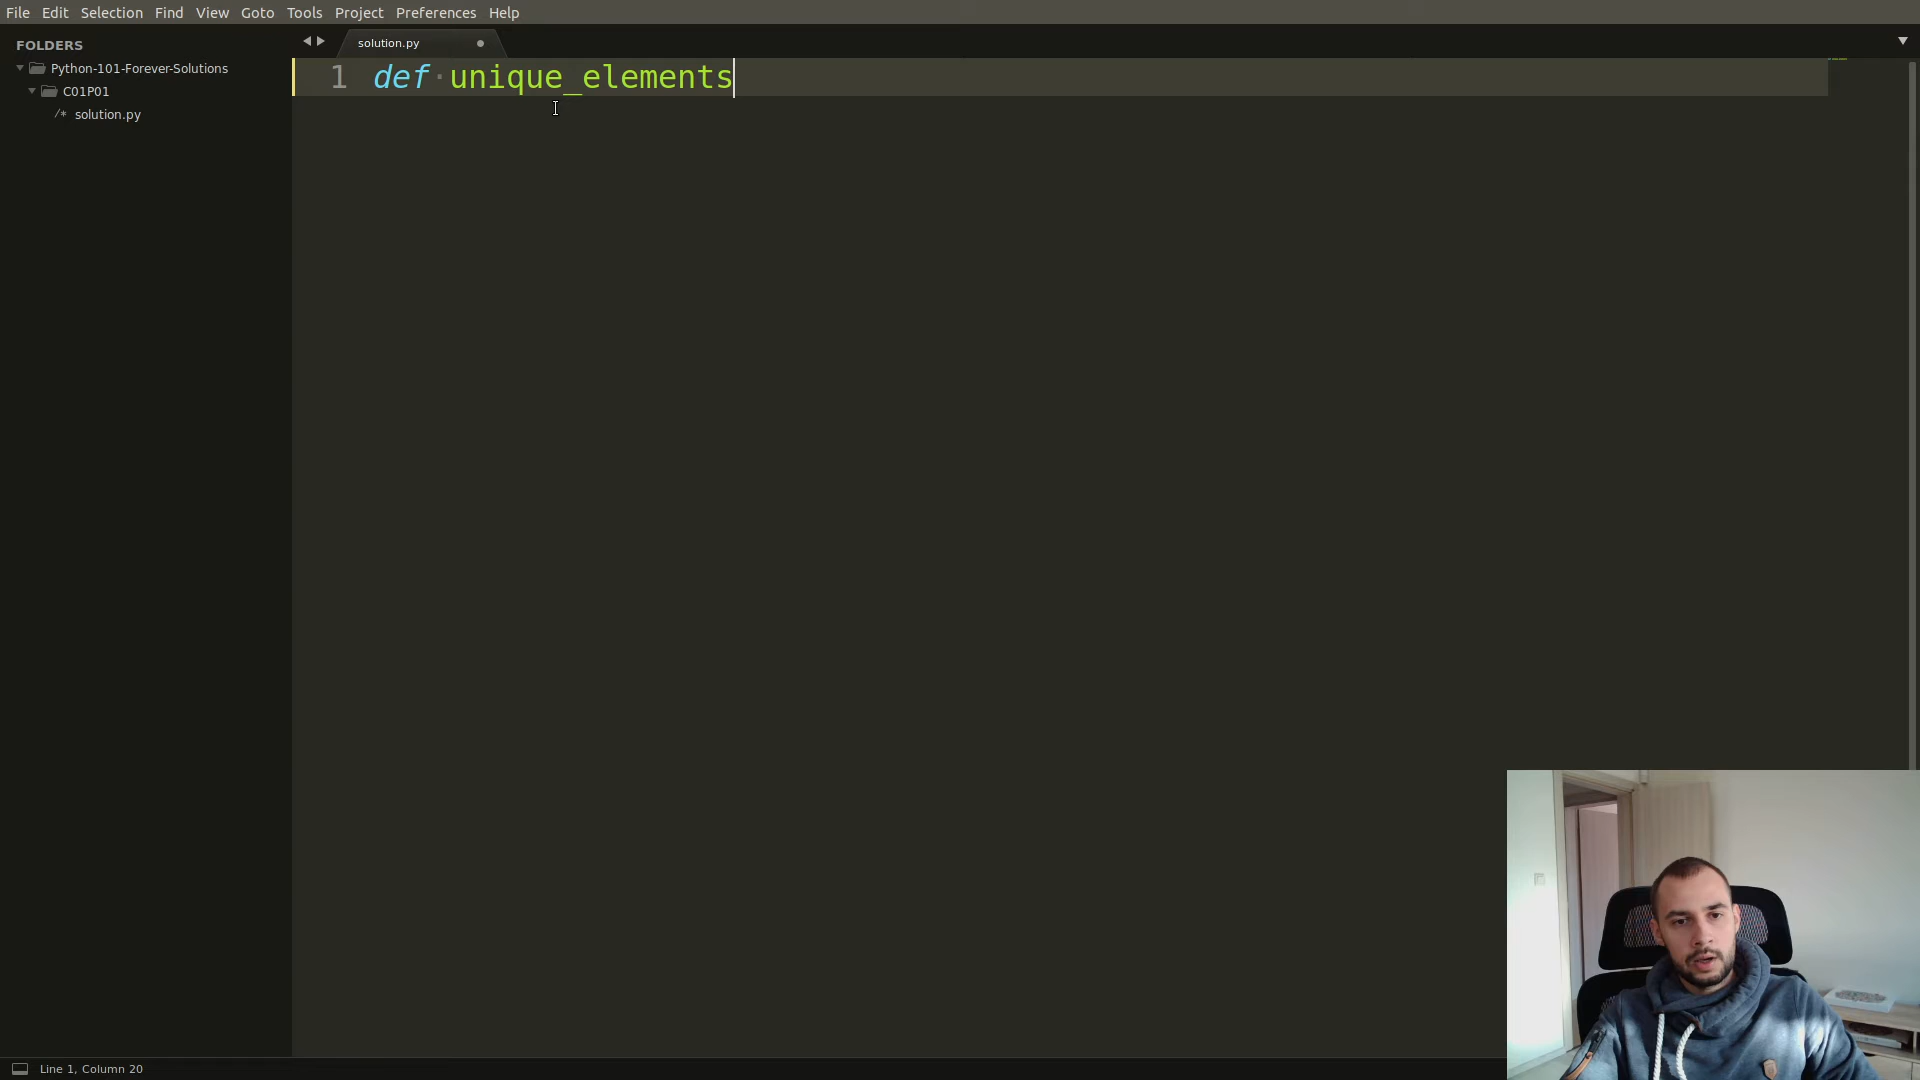 File Edit Selection Find View Goto Tools Project Preferences Help
FOLDERS
Python-101-Forever-Solutions
C01P01
/* solution.py
solution.py
1 def unique_elements
Line 1, Column 20